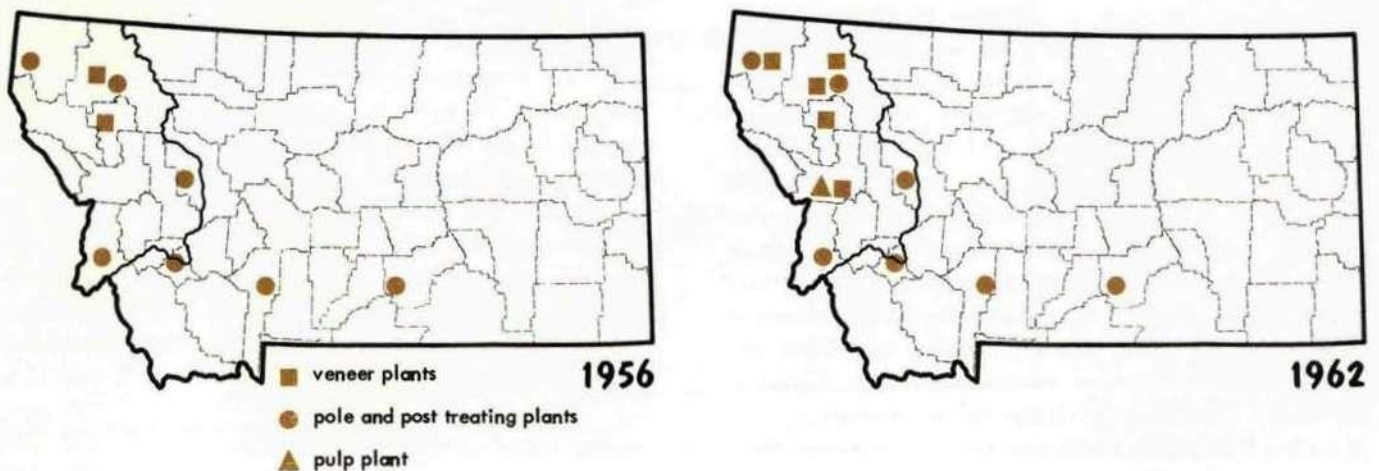 1956
1962
veneer plants
pole and post treating plants
pulp plant